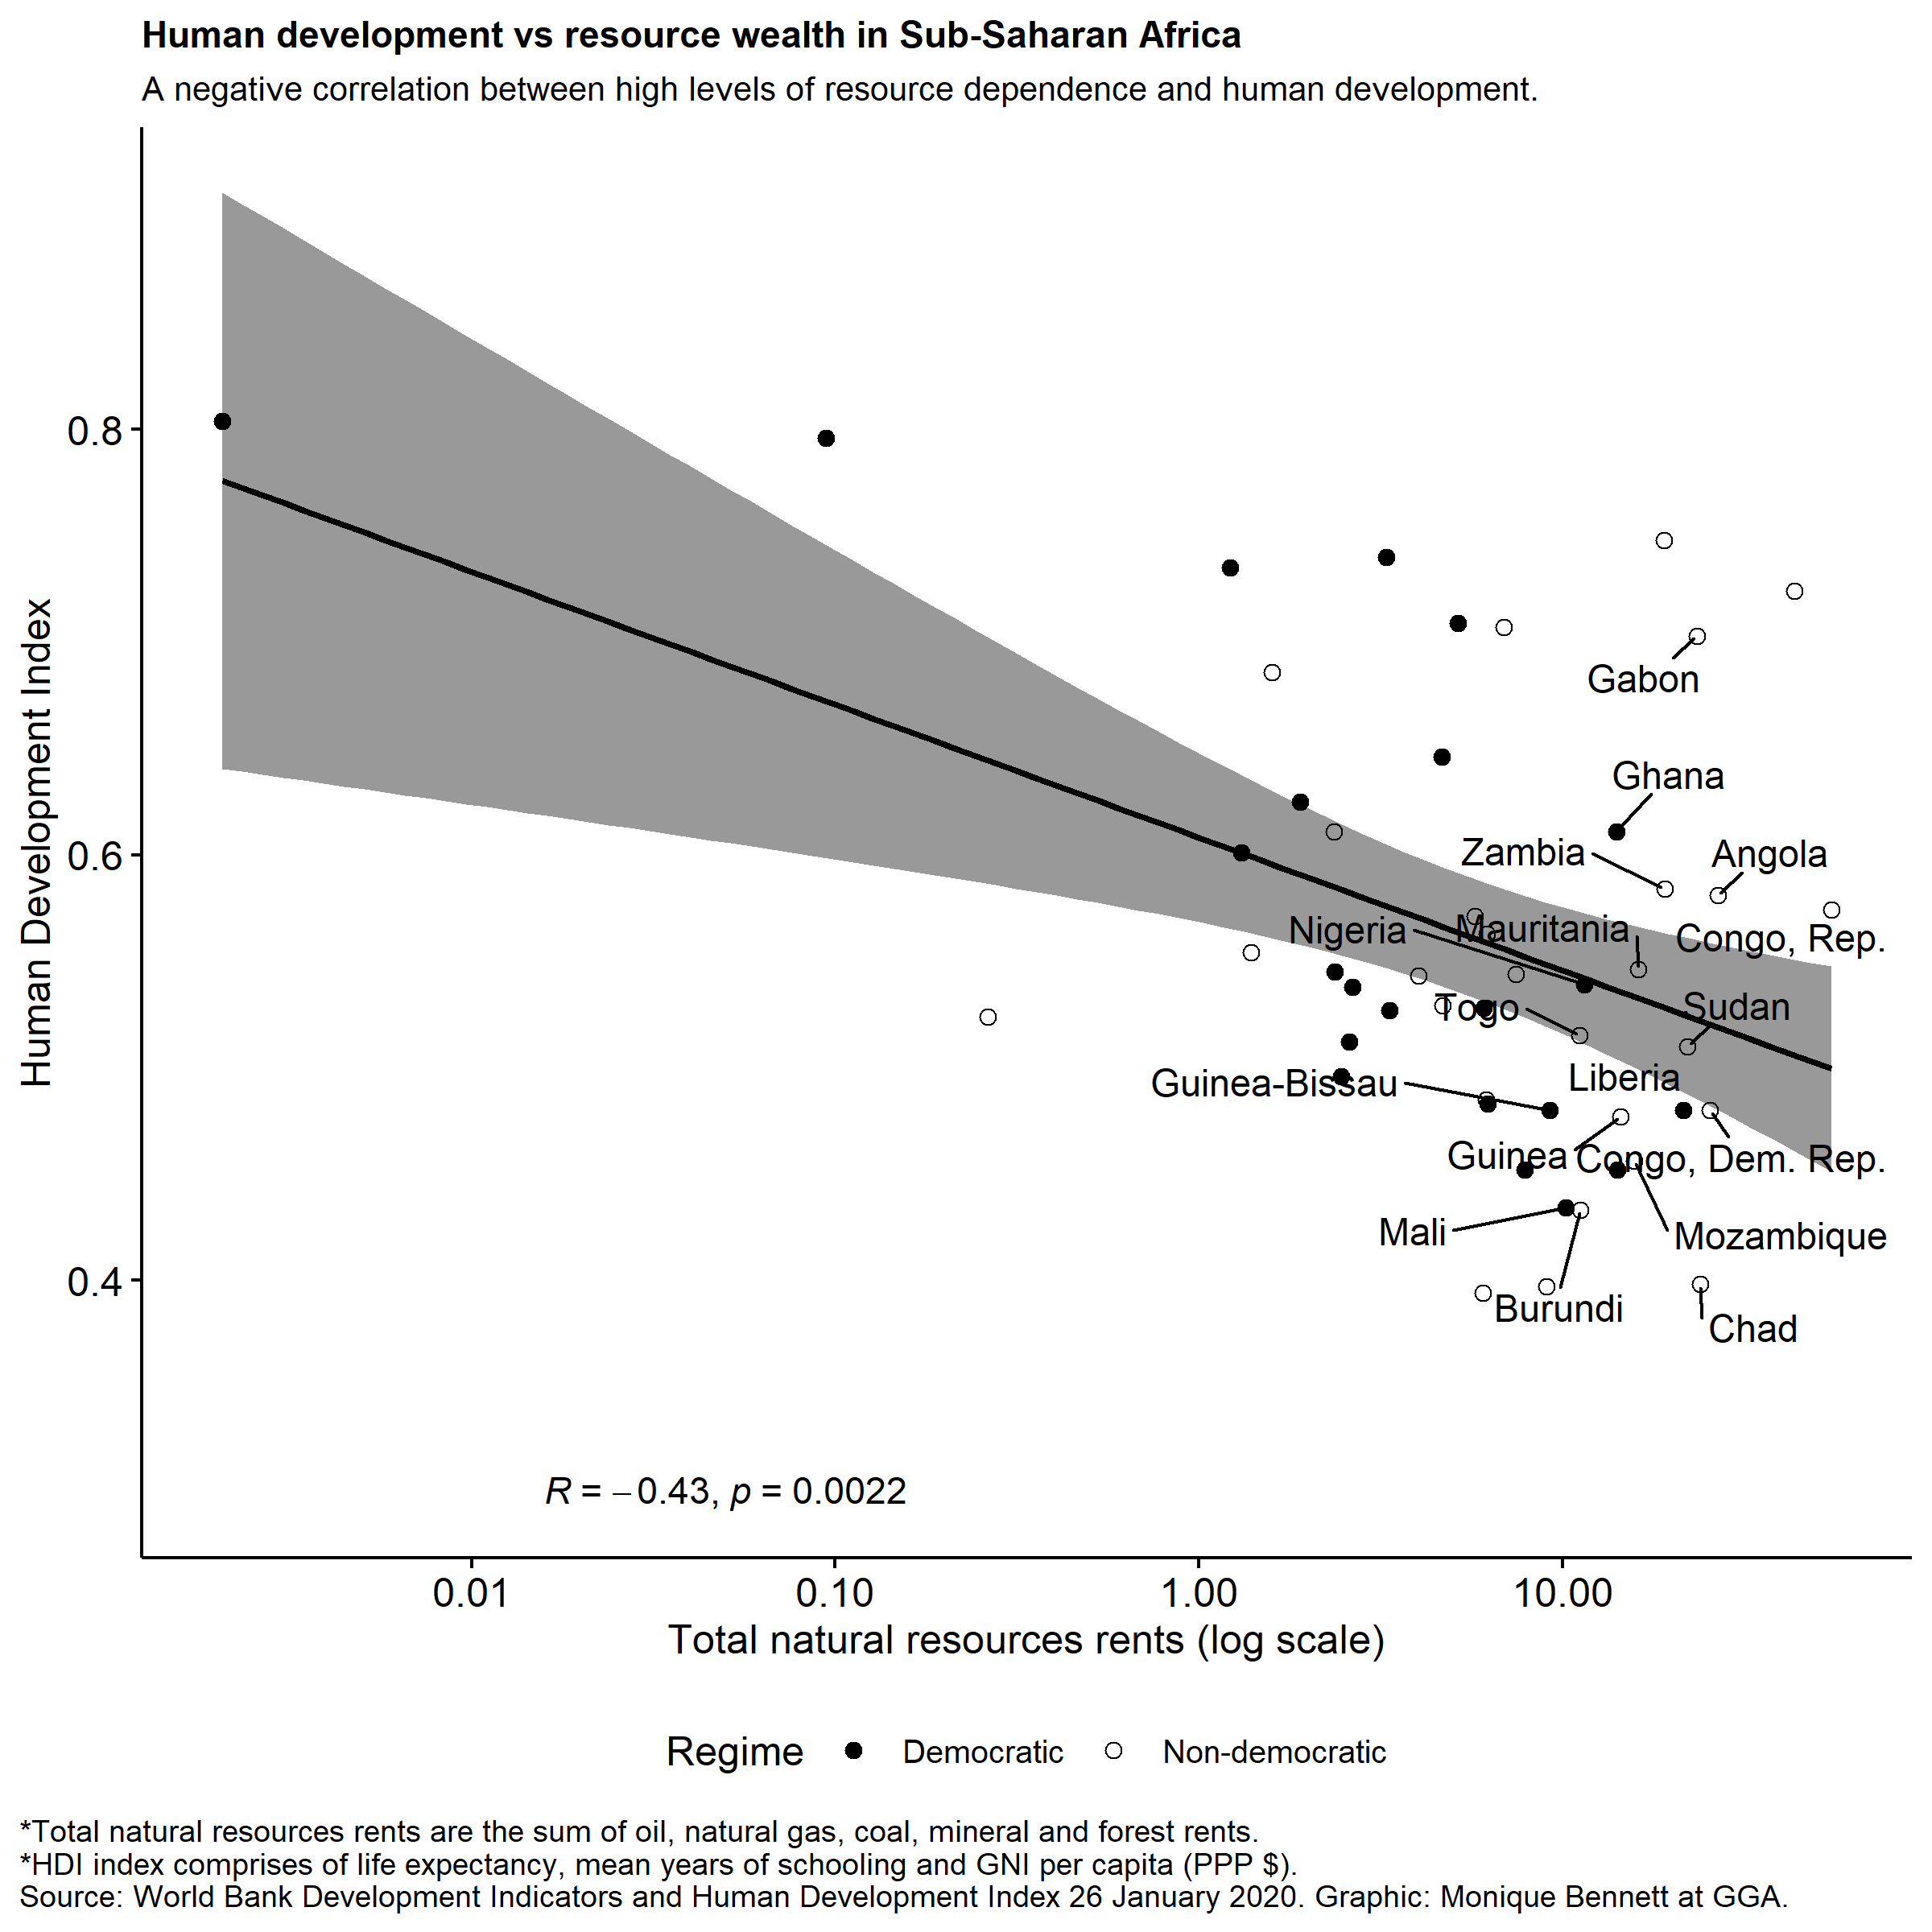 Human development vs resource wealth in Sub-Saharan Africa
A negative correlation between high levels of resource dependence and human development.
Human Development Index
0.8
0.6
0.4
Gabon
Ghana
Zambia
Angola
Nigeria
Mauritania
Congo, Rep.
Togo
Sudan
Liberia
Guinea-Bissau
Guinea
Congo, Dem. Rep.
Mali
Mozambique
Burundi
Chad
R = −0.43, p = 0.0022
0.01
0.10
1.00
10.00
Total natural resources rents (log scale)
Regime
Democratic
Non-democratic
*Total natural resources rents are the sum of oil, natural gas, coal, mineral and forest rents.
*HDI index comprises of life expectancy, mean years of schooling and GNI per capita (PPP $).
Source: World Bank Development Indicators and Human Development Index 26 January 2020. Graphic: Monique Bennett at GGA.